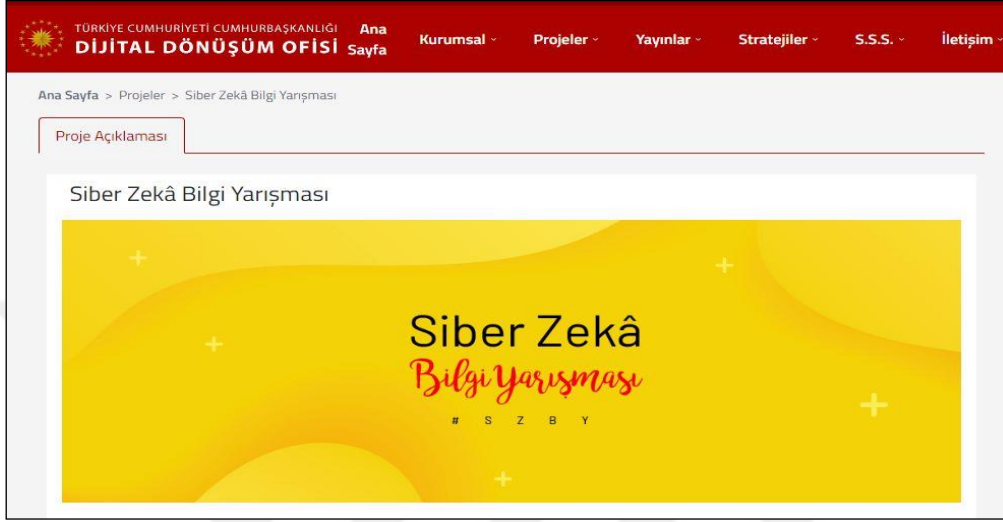 TÜRKİYE CUMHURİYETİ CUMHURBAŞKANLIĞI
DİJİTAL DÖNÜŞÜM OFİSİ
Ana Sayfa
Kurumsal
Projeler
Yayınlar
Stratejiler
S.S.S.
İletişim
Ana Sayfa > Projeler > Siber Zekâ Bilgi Yarışması
Proje Açıklaması
Siber Zekâ Bilgi Yarışması
Siber Zekâ
Bilgi Yarışması
# S Z B Y